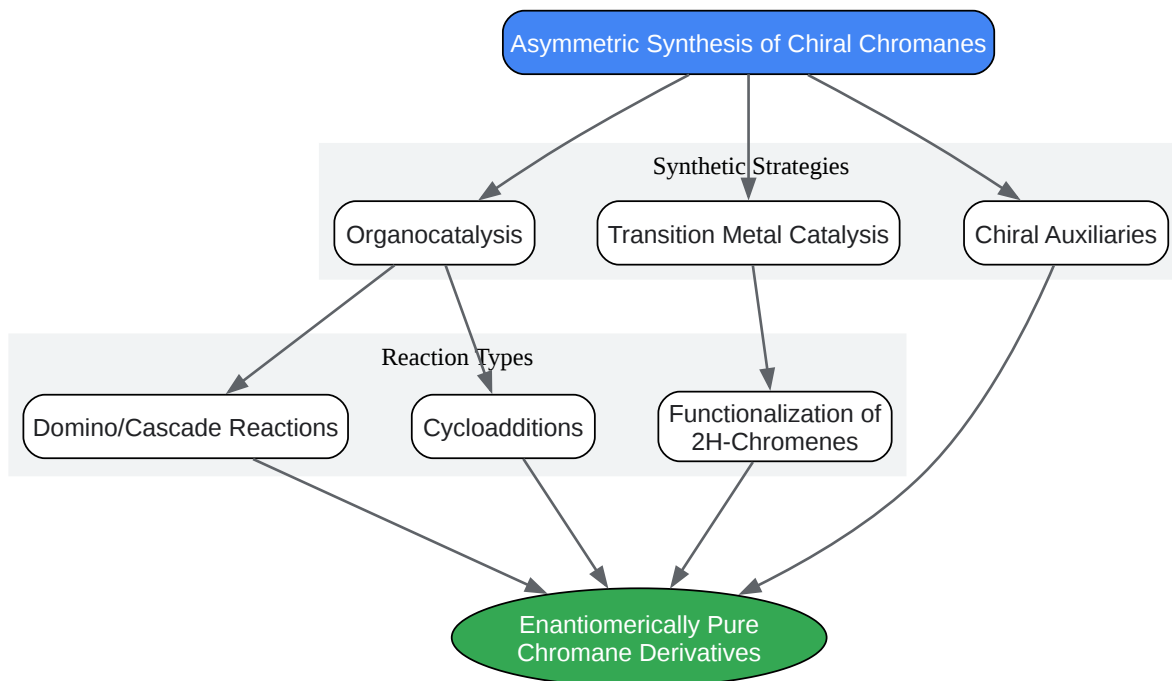 Asymmetric Synthesis of Chiral Chromanes
Synthetic Strategies
Organocatalysis
Transition Metal Catalysis
Chiral Auxiliaries
Reaction Types
Domino/Cascade Reactions
Cycloadditions
Functionalization of
2H-Chromenes
Enantiomerically Pure
Chromane Derivatives